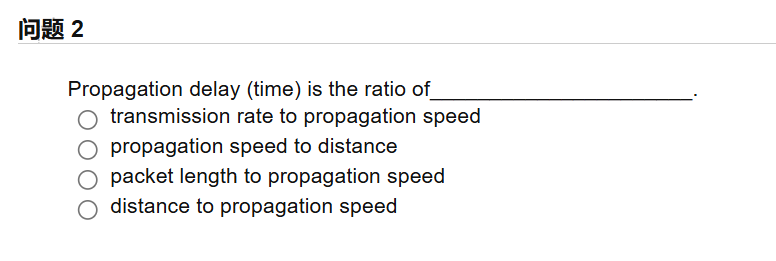 问题 2
Propagation delay (time) is the ratio of________________________.
transmission rate to propagation speed
propagation speed to distance
packet length to propagation speed
distance to propagation speed